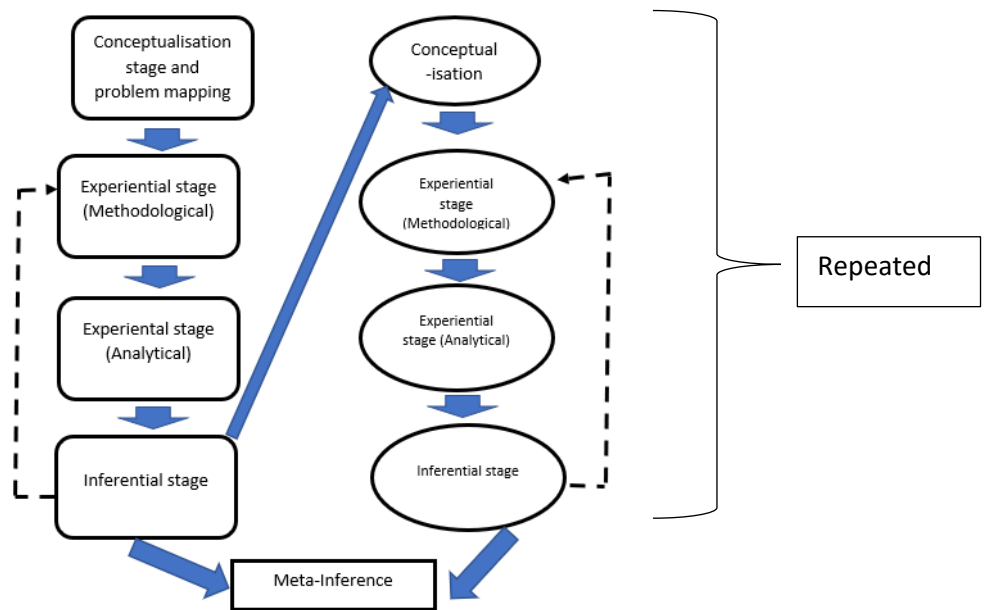 Conceptualisation
stage and
problem mapping
Experiential stage
(Methodological)
Experiental stage
(Analytical)
Inferential stage
Conceptual
-isation
Experiential
stage
(Methodological)
Experiential
stage (Analytical)
Inferential stage
Meta-Inference
Repeated